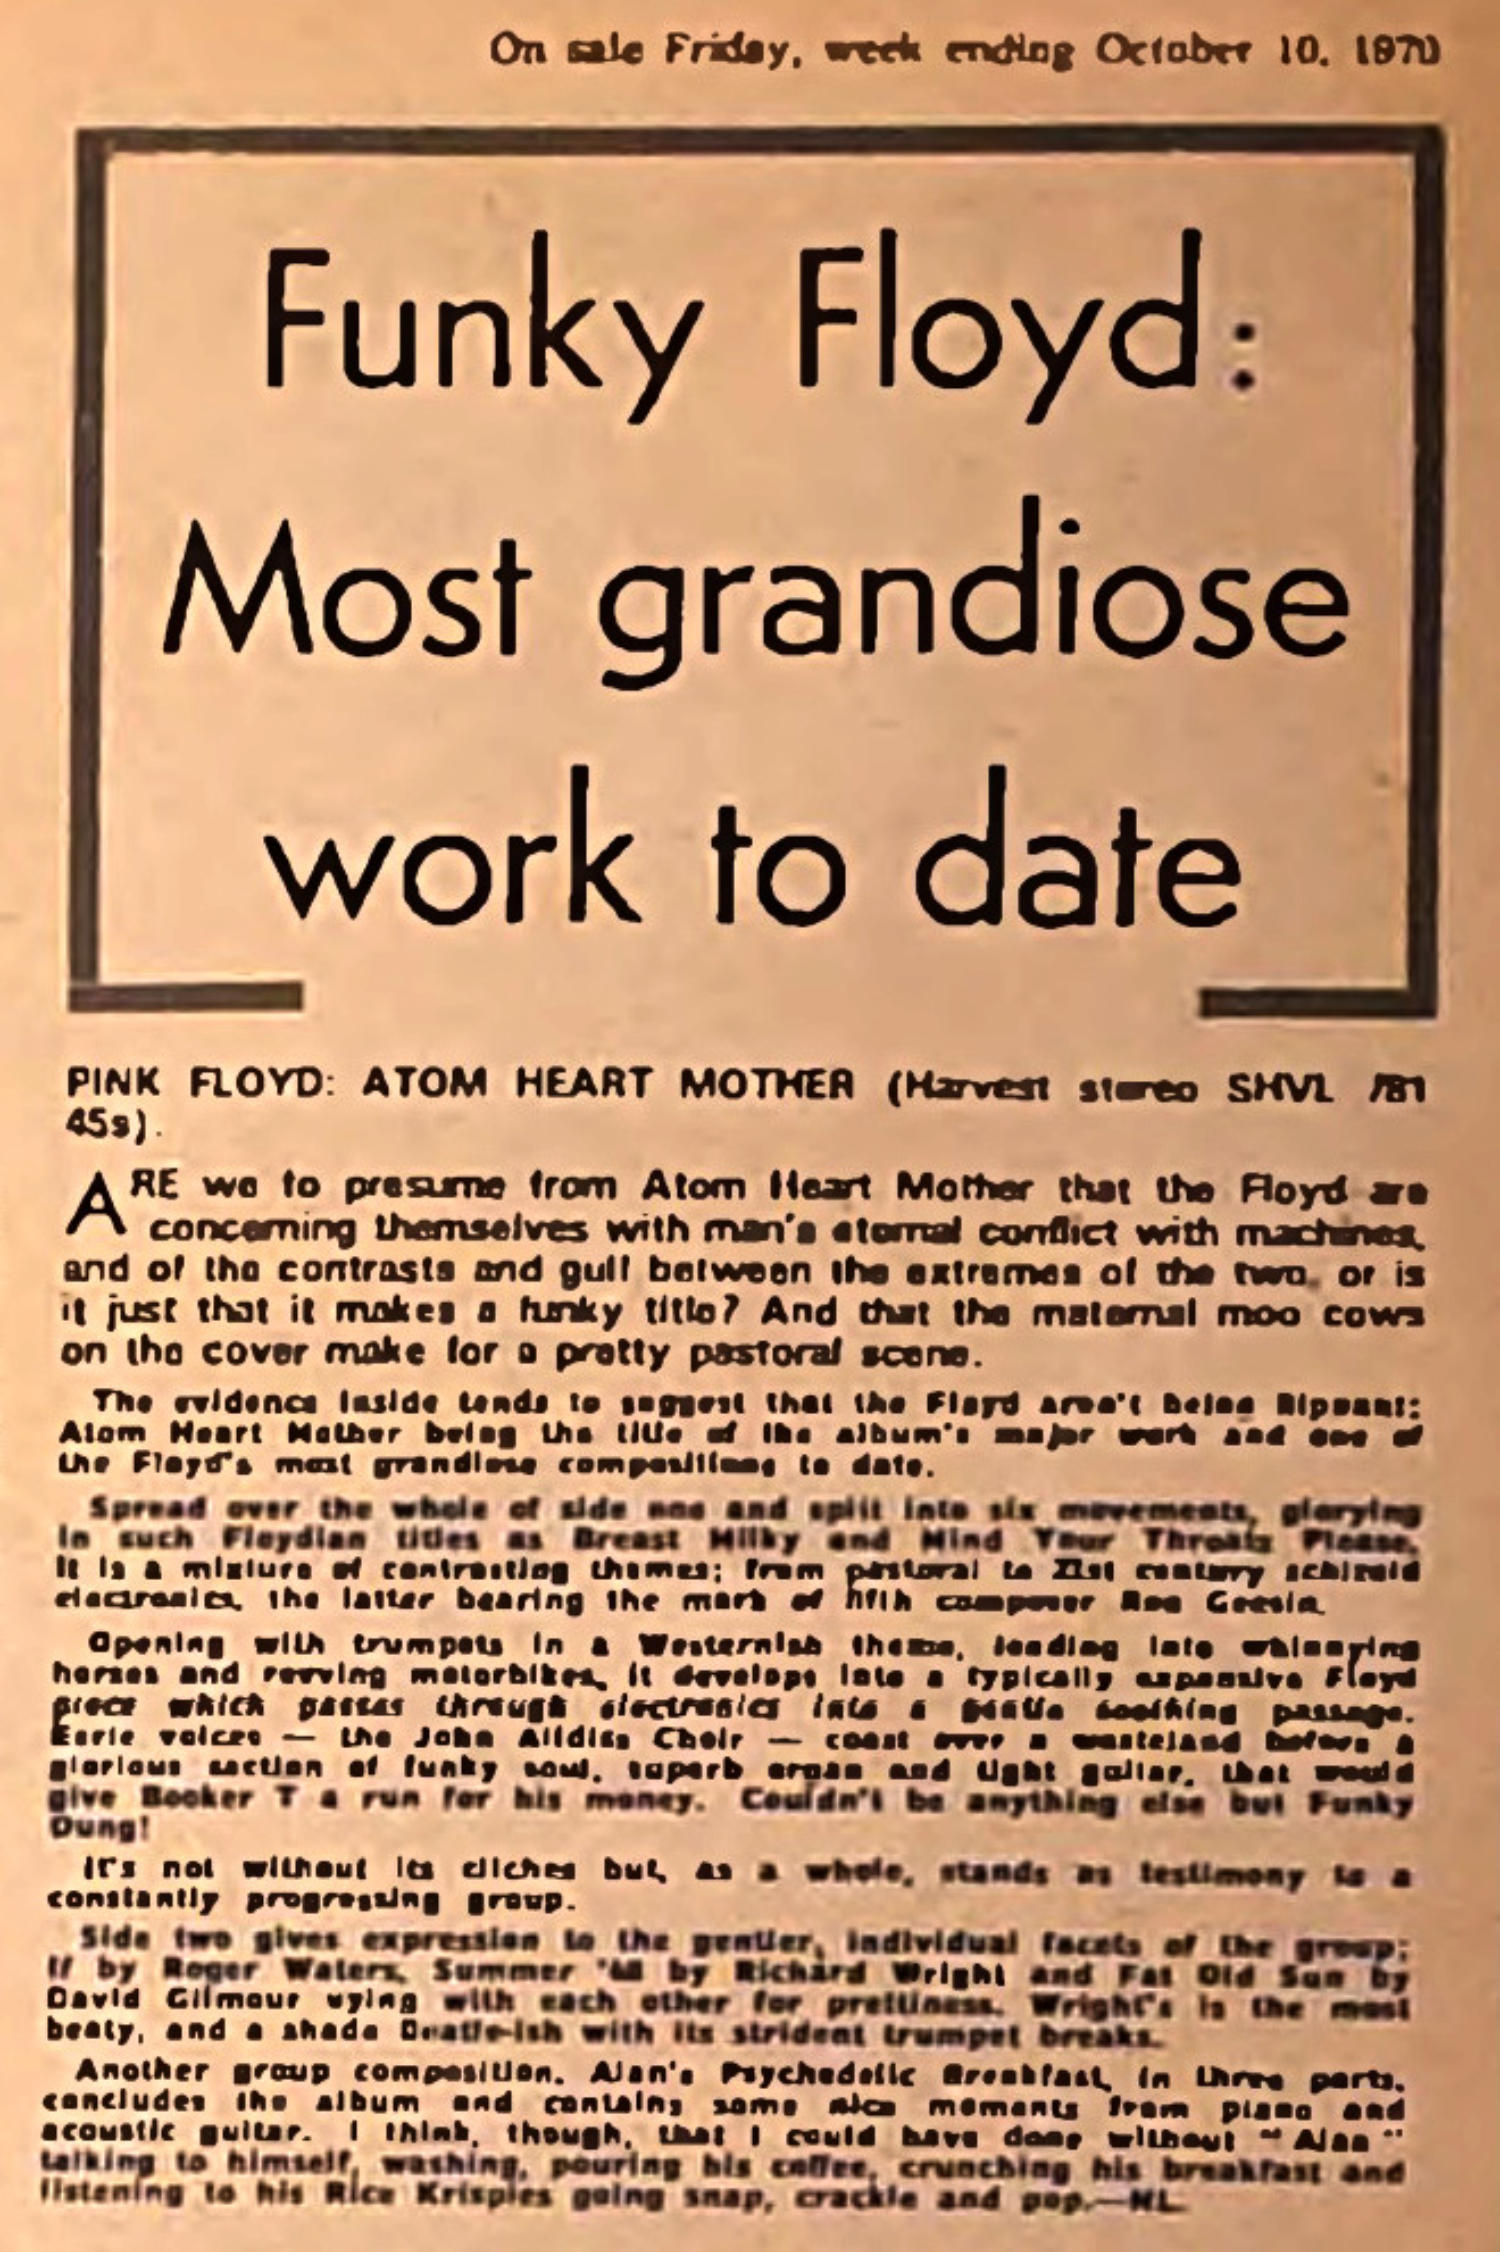 On sale Friday, week ending October 10, 1970
Funky Floyd:
Most grandiose
work to date
PINK FLOYD: ATOM HEART MOTHER (Harvest stereo SHVL 781
45s).
ARE we to presume from Atom Heart Mother that the Floyd are
concerning themselves with man's eternal conflict with machines,
and of the contrasts and gulf between the extremes of the two, or is
it just that it makes a funky title? And that the maternal moo cows
on the cover make for a pretty pastoral scene.
The evidence inside tends to suggest that the Floyd aren't being flippant;
Atom Heart Mother being the title of the album's major work and one of
the Floyd's most grandiose compositions to date.
Spread over the whole of side one and split into six movements, glorying
in such Floydian titles as Breast Milky and Mind Your Throats Please.
It is a mixture of contrasting themes; from pastoral to 21st century schizoid
electronics, the latter bearing the mark of fifth composer Ron Geesin.
Opening with trumpets in a Westernish theme, leading into whinnying
horses and revving motorbikes, it develops into a typically expansive Floyd
piece which passes through electronics into a gentle soothing passage.
Eerie voices — the John Alldiss Choir — coast over a wasteland before a
glorious section of funky soul, superb organ and tight guitar, that would
give Booker T a run for his money. Couldn't be anything else but Funky
Dung!
It's not without its cliches but, as a whole, stands as testimony to a
constantly progressing group.
Side two gives expression to the gentler, individual facets of the group;
If by Roger Waters, Summer '68 by Richard Wright and Fat Old Sun by
David Gilmour vying with each other for prettiness. Wright's is the most
beaty, and a shade Beatle-ish with its strident trumpet breaks.
Another group composition, Alan's Psychedelic Breakfast, in three parts,
concludes the album and contains some nice moments from piano and
acoustic guitar. I think, though, that I could have done without "Alan"
talking to himself, washing, pouring his coffee, crunching his breakfast and
listening to his Rice Krispies going snap, crackle and pop.—NL